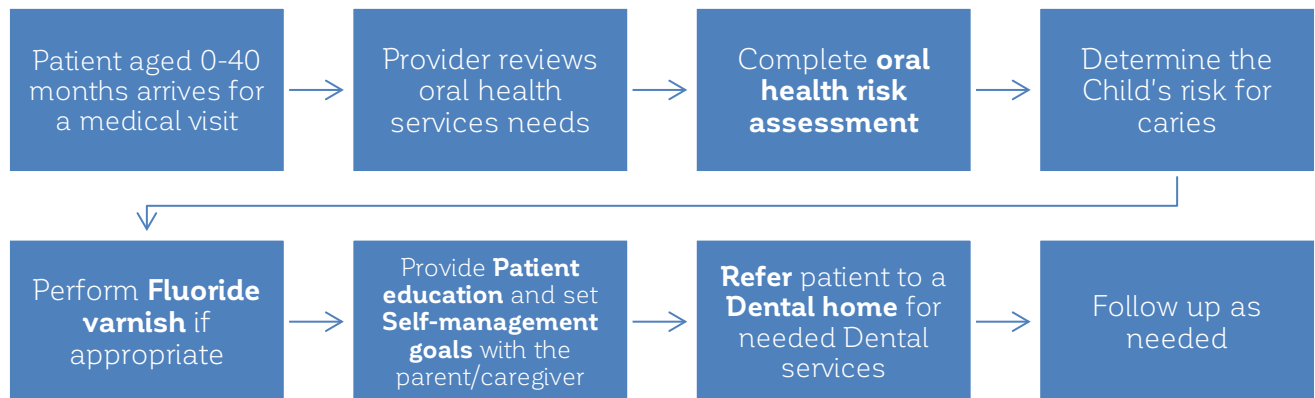 Patient aged 0-40
months arrives for
a medical visit
Provider reviews
oral health
services needs
Complete oral
health risk
assessment
Determine the
Child's risk for
caries
Perform Fluoride
varnish if
appropriate
Provide Patient
education and set
Self-management
goals with the
parent/caregiver
Refer patient to a
Dental home for
needed Dental
services
Follow up as
needed